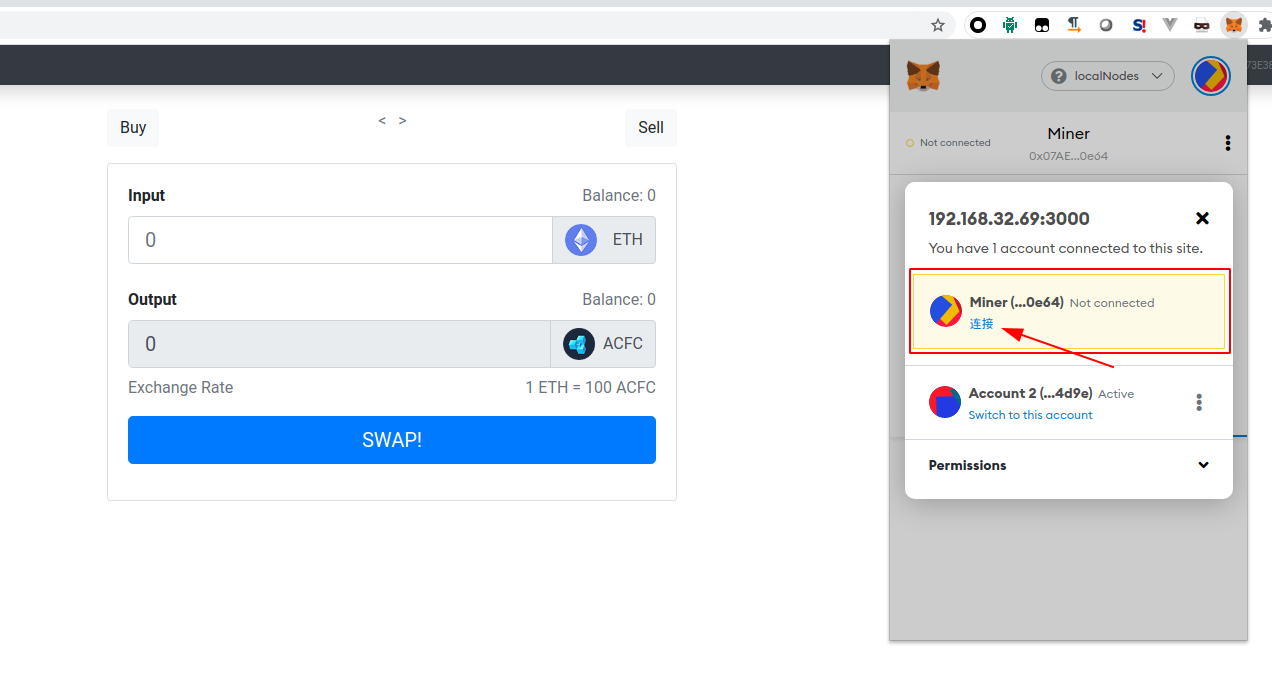 73E38
localNodes
Not connected
Miner
0x07AE...0e64
Buy
< >
Sell
Input
Balance: 0
0
ETH
Output
Balance: 0
0
ACFC
Exchange Rate
1 ETH = 100 ACFC
SWAP!
192.168.32.69:3000
You have 1 account connected to this site.
Miner (...0e64) Not connected
连接
Account 2 (...4d9e) Active
Switch to this account
Permissions